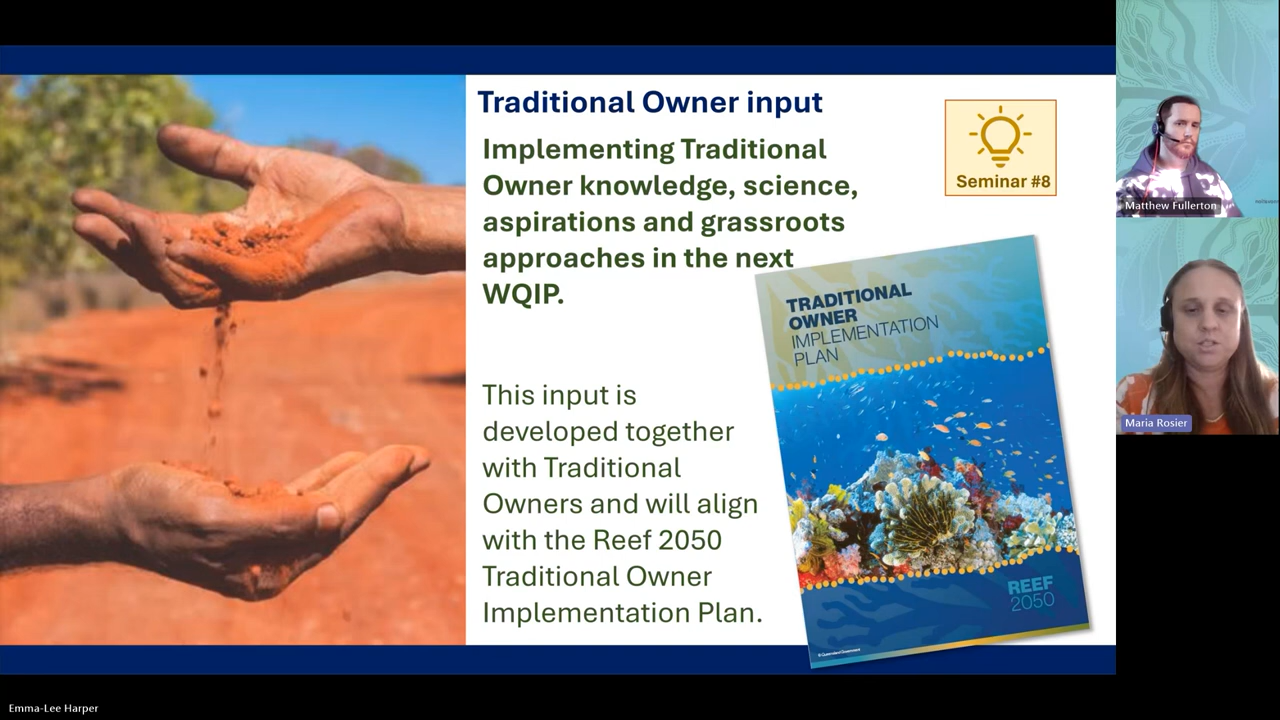 Traditional Owner input
Implementing Traditional
Owner knowledge, science,
aspirations and grassroots
approaches in the next
WQIP.
This input is
developed together
with Traditional
Owners and will align
with the Reef 2050
Traditional Owner
Implementation Plan.
Seminar #8
TRADITIONAL
OWNER
IMPLEMENTATION
PLAN
REEF
2050
Matthew Fullerton
Maria Rosier
Emma-Lee Harper